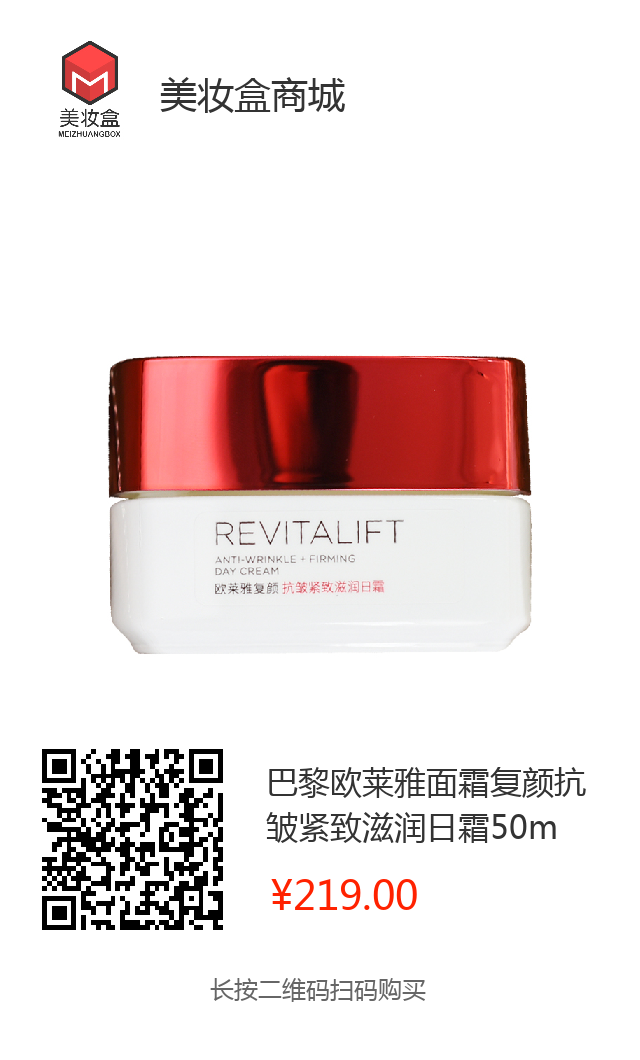 美妆盒
MEIZHUANGBOX
美妆盒商城
REVITALIFT
ANTI-WRINKLE + FIRMING
DAY CREAM
欧莱雅复颜 抗皱紧致滋润日霜
巴黎欧莱雅面霜复颜抗
皱紧致滋润日霜50m
¥219.00
长按二维码扫码购买